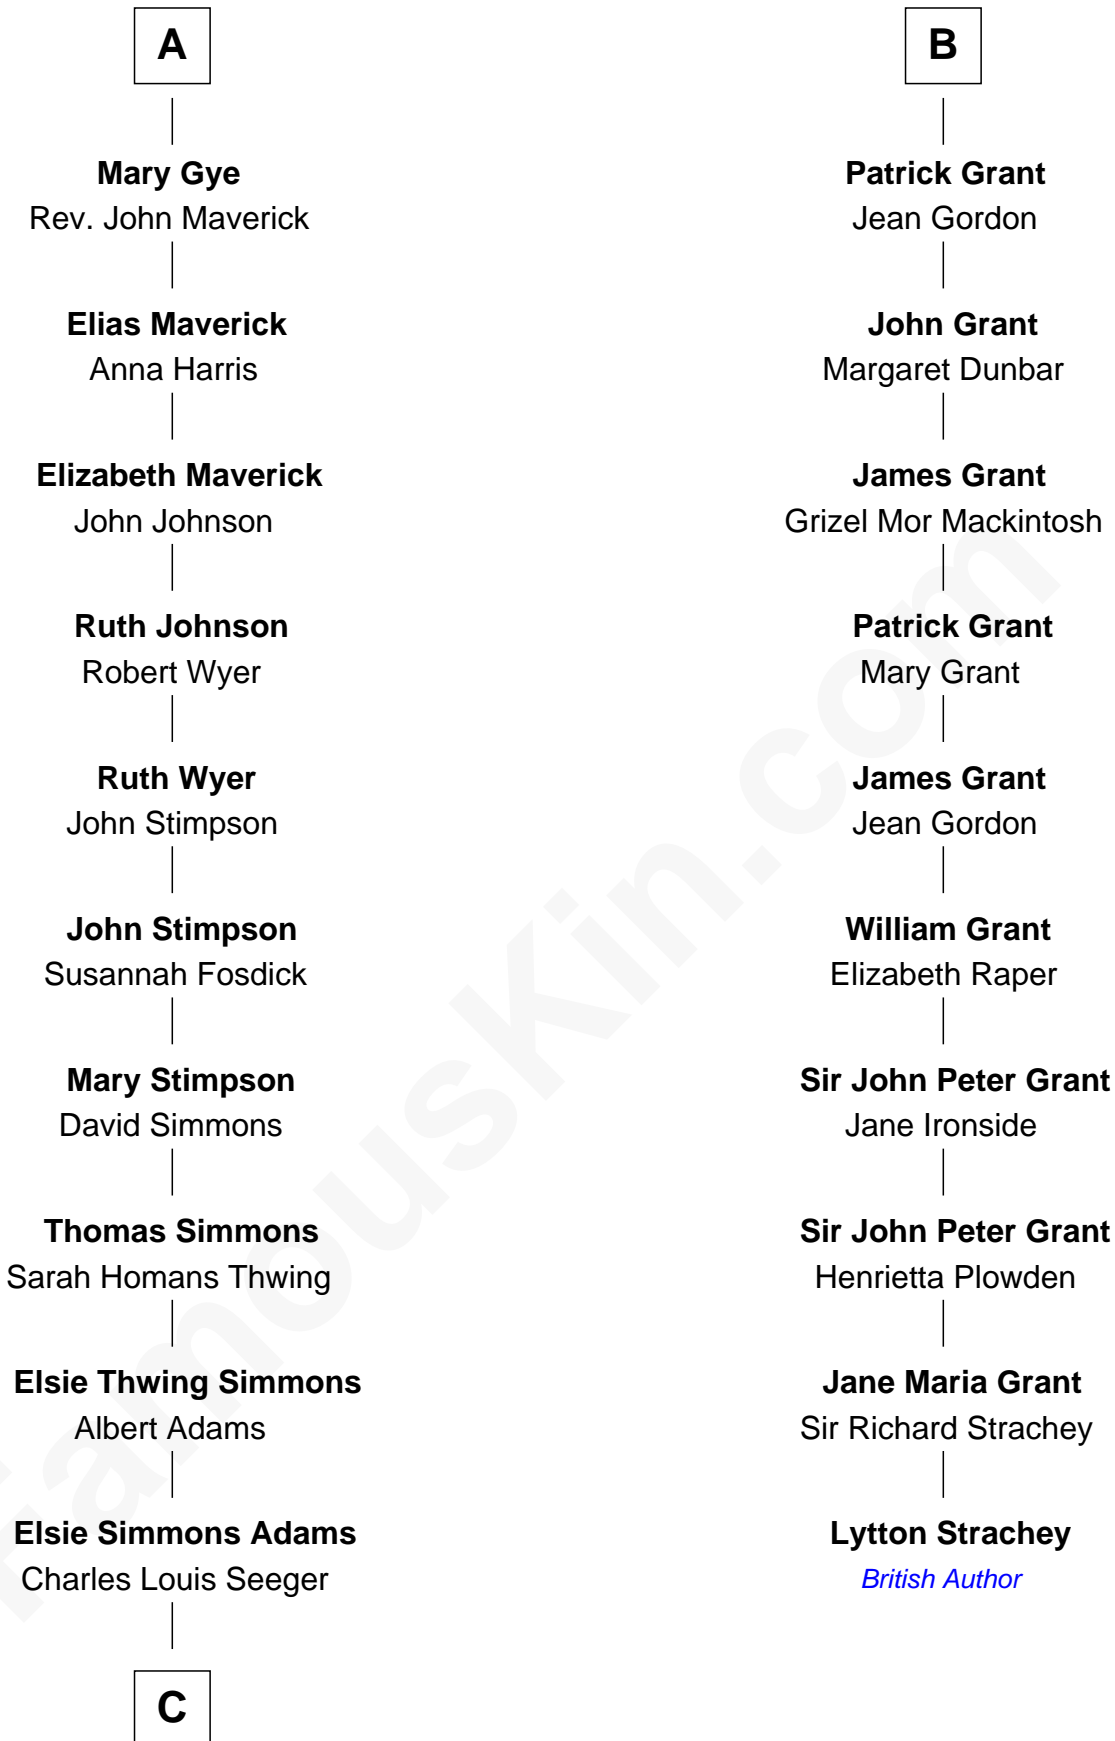 A
Mary Gye
Rev. John Maverick
Elias Maverick
Anna Harris
Elizabeth Maverick
John Johnson
Ruth Johnson
Robert Wyer
Ruth Wyer
John Stimpson
John Stimpson
Susannah Fosdick
Mary Stimpson
David Simmons
Thomas Simmons
Sarah Homans Thwing
Elsie Thwing Simmons
Albert Adams
Elsie Simmons Adams
Charles Louis Seeger
C
B
Patrick Grant
Jean Gordon
John Grant
Margaret Dunbar
James Grant
Grizel Mor Mackintosh
Patrick Grant
Mary Grant
James Grant
Jean Gordon
William Grant
Elizabeth Raper
Sir John Peter Grant
Jane Ironside
Sir John Peter Grant
Henrietta Plowden
Jane Maria Grant
Sir Richard Strachey
Lytton Strachey
British Author
FamousKin.com